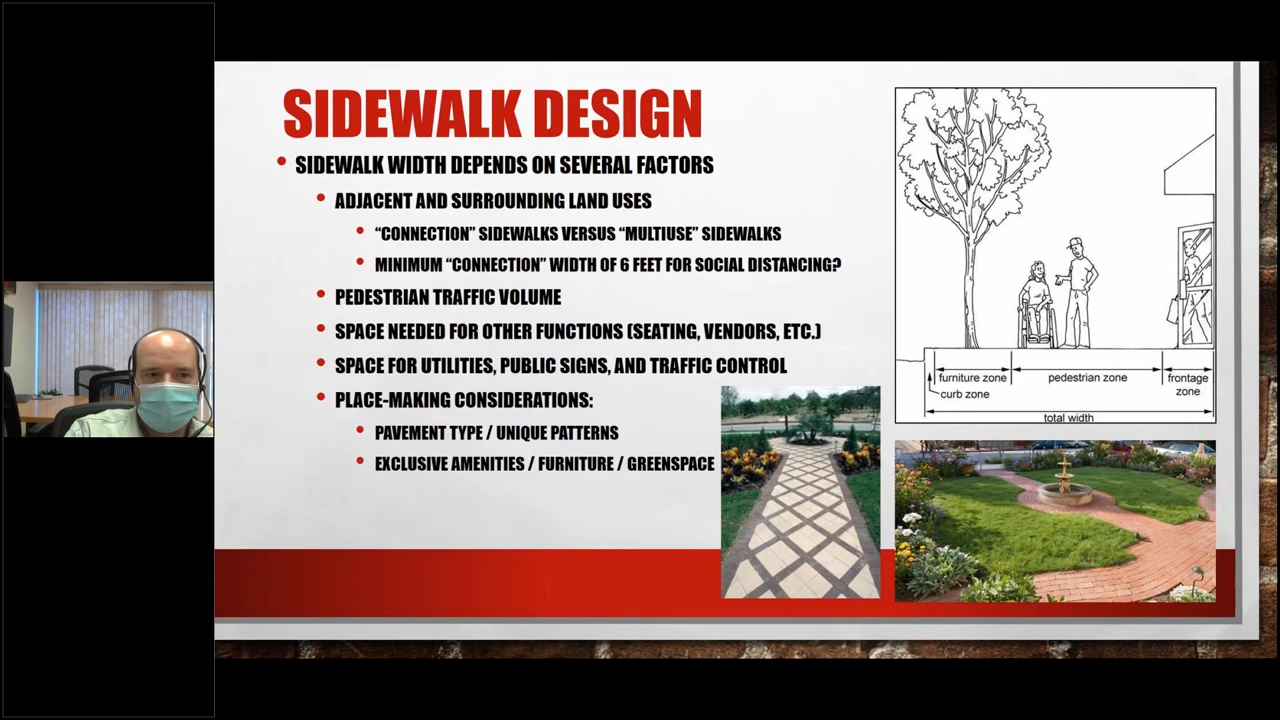 SIDEWALK DESIGN
SIDEWALK WIDTH DEPENDS ON SEVERAL FACTORS
ADJACENT AND SURROUNDING LAND USES
“CONNECTION” SIDEWALKS VERSUS “MULTIUSE” SIDEWALKS
MINIMUM “CONNECTION” WIDTH OF 6 FEET FOR SOCIAL DISTANCING?
PEDESTRIAN TRAFFIC VOLUME
SPACE NEEDED FOR OTHER FUNCTIONS (SEATING, VENDORS, ETC.)
SPACE FOR UTILITIES, PUBLIC SIGNS, AND TRAFFIC CONTROL
PLACE-MAKING CONSIDERATIONS:
PAVEMENT TYPE / UNIQUE PATTERNS
EXCLUSIVE AMENITIES / FURNITURE / GREENSPACE
furniture zone
pedestrian zone
frontage
zone
curb zone
total width